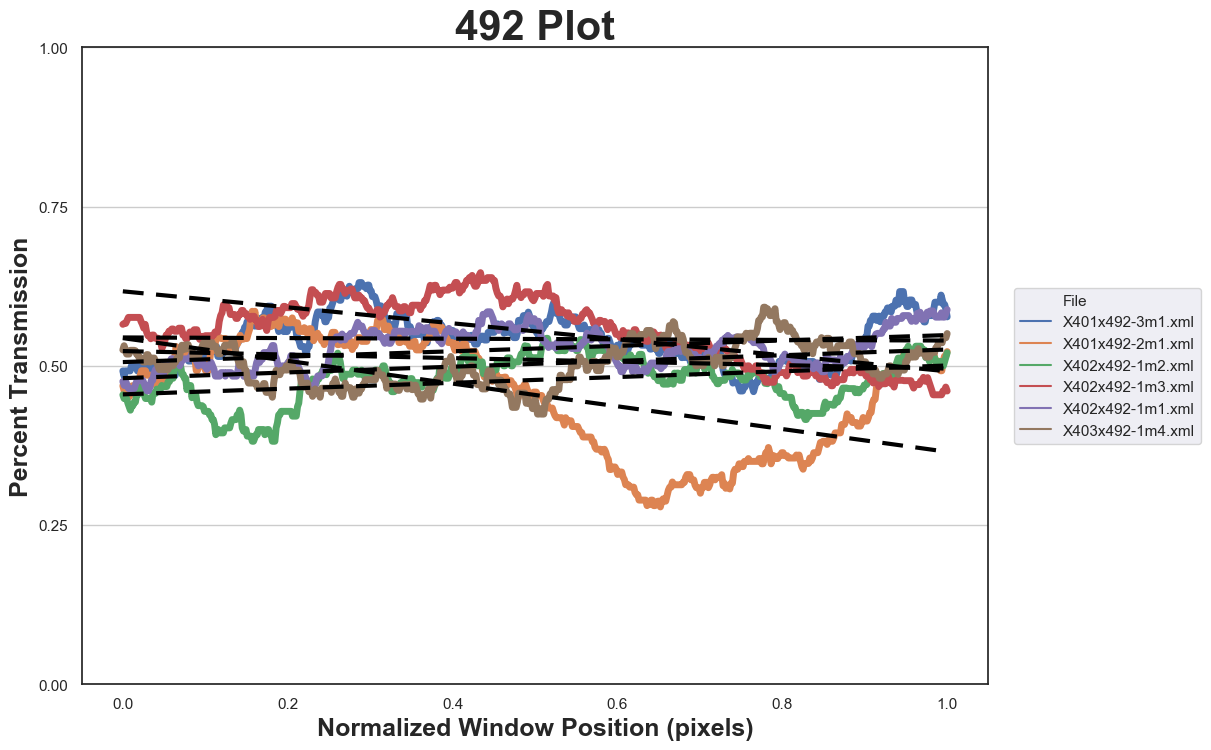 492 Plot
Percent Transmission
1.00
0.75
0.50
0.25
0.00
0.0 0.2 0.4 0.6 0.8 1.0
Normalized Window Position (pixels)
File
X401x492-3m1.xml
X401x492-2m1.xml
X402x492-1m2.xml
X402x492-1m3.xml
X402x492-1m1.xml
X403x492-1m4.xml